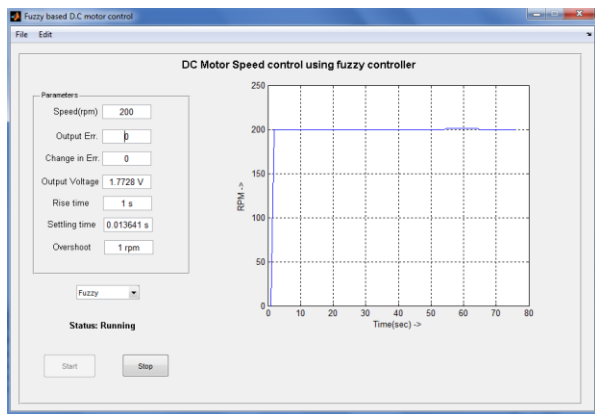 Fuzzy based D.C motor control
File Edit
DC Motor Speed control using fuzzy controller
Parameters
Speed(rpm) 200
Output Err. 0
Change in Err. 0
Output Voltage 1.7728 V
Rise time 1 s
Settling time 0.013641 s
Overshoot 1 rpm
Fuzzy
Status: Running
Start Stop
250
200
150
100
50
0
RPM ->
0 10 20 30 40 50 60 70 80
Time(sec) ->